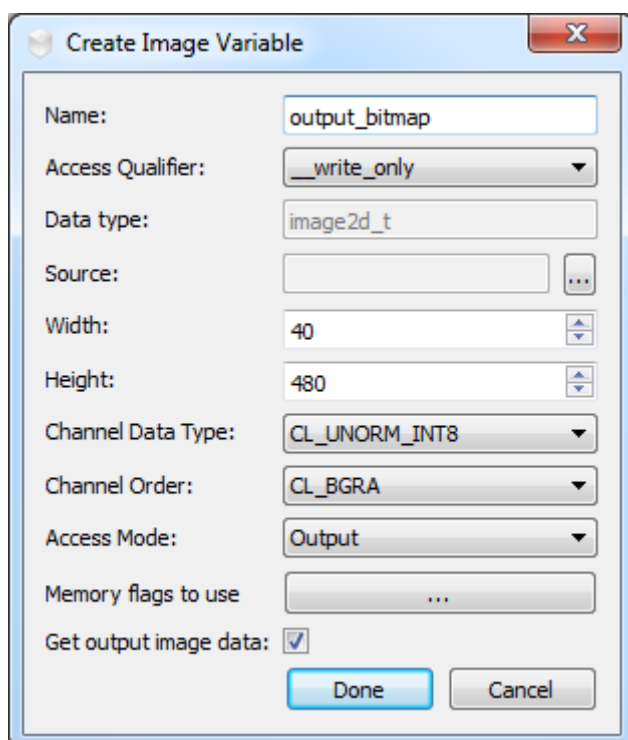 Create Image Variable
Name: output_bitmap
Access Qualifier: __write_only
Data type: image2d_t
Source: ...
Width: 40
Height: 480
Channel Data Type: CL_UNORM_INT8
Channel Order: CL_BGRA
Access Mode: Output
Memory flags to use ...
Get output image data:
Done Cancel